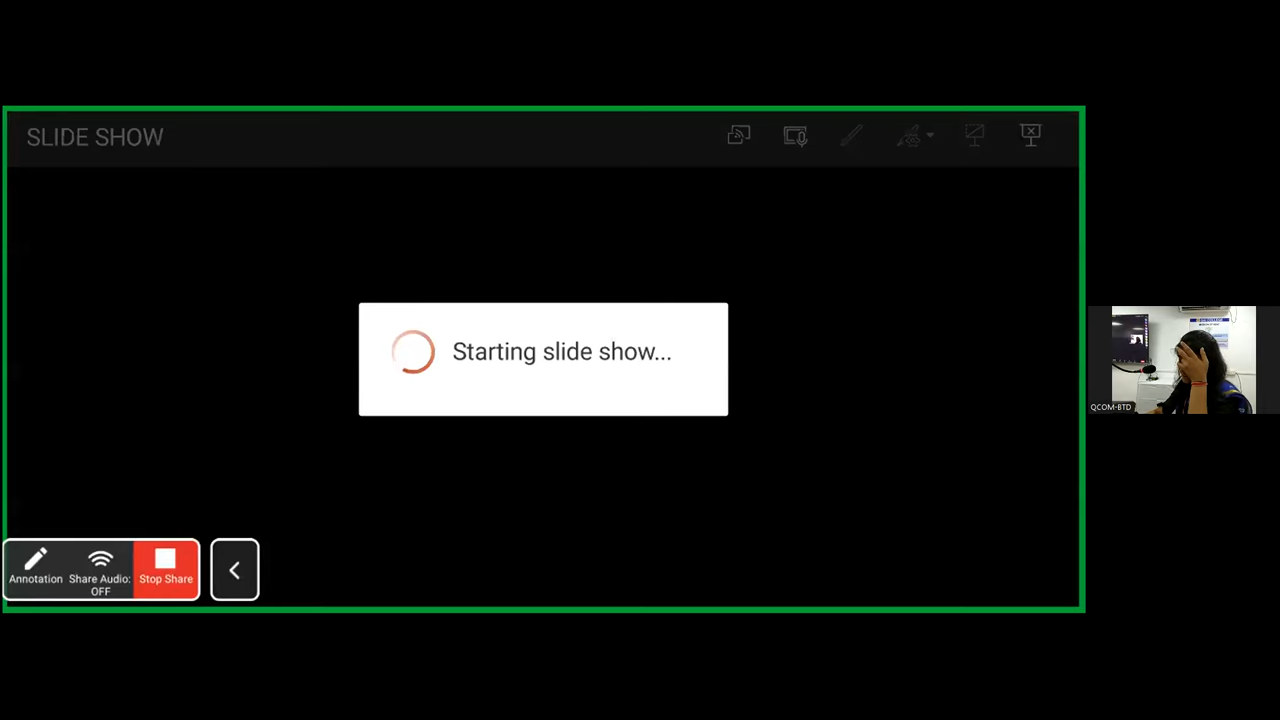 SLIDE SHOW
Starting slide show...
QCOM-BTD
Annotation
Share Audio:
OFF
Stop Share